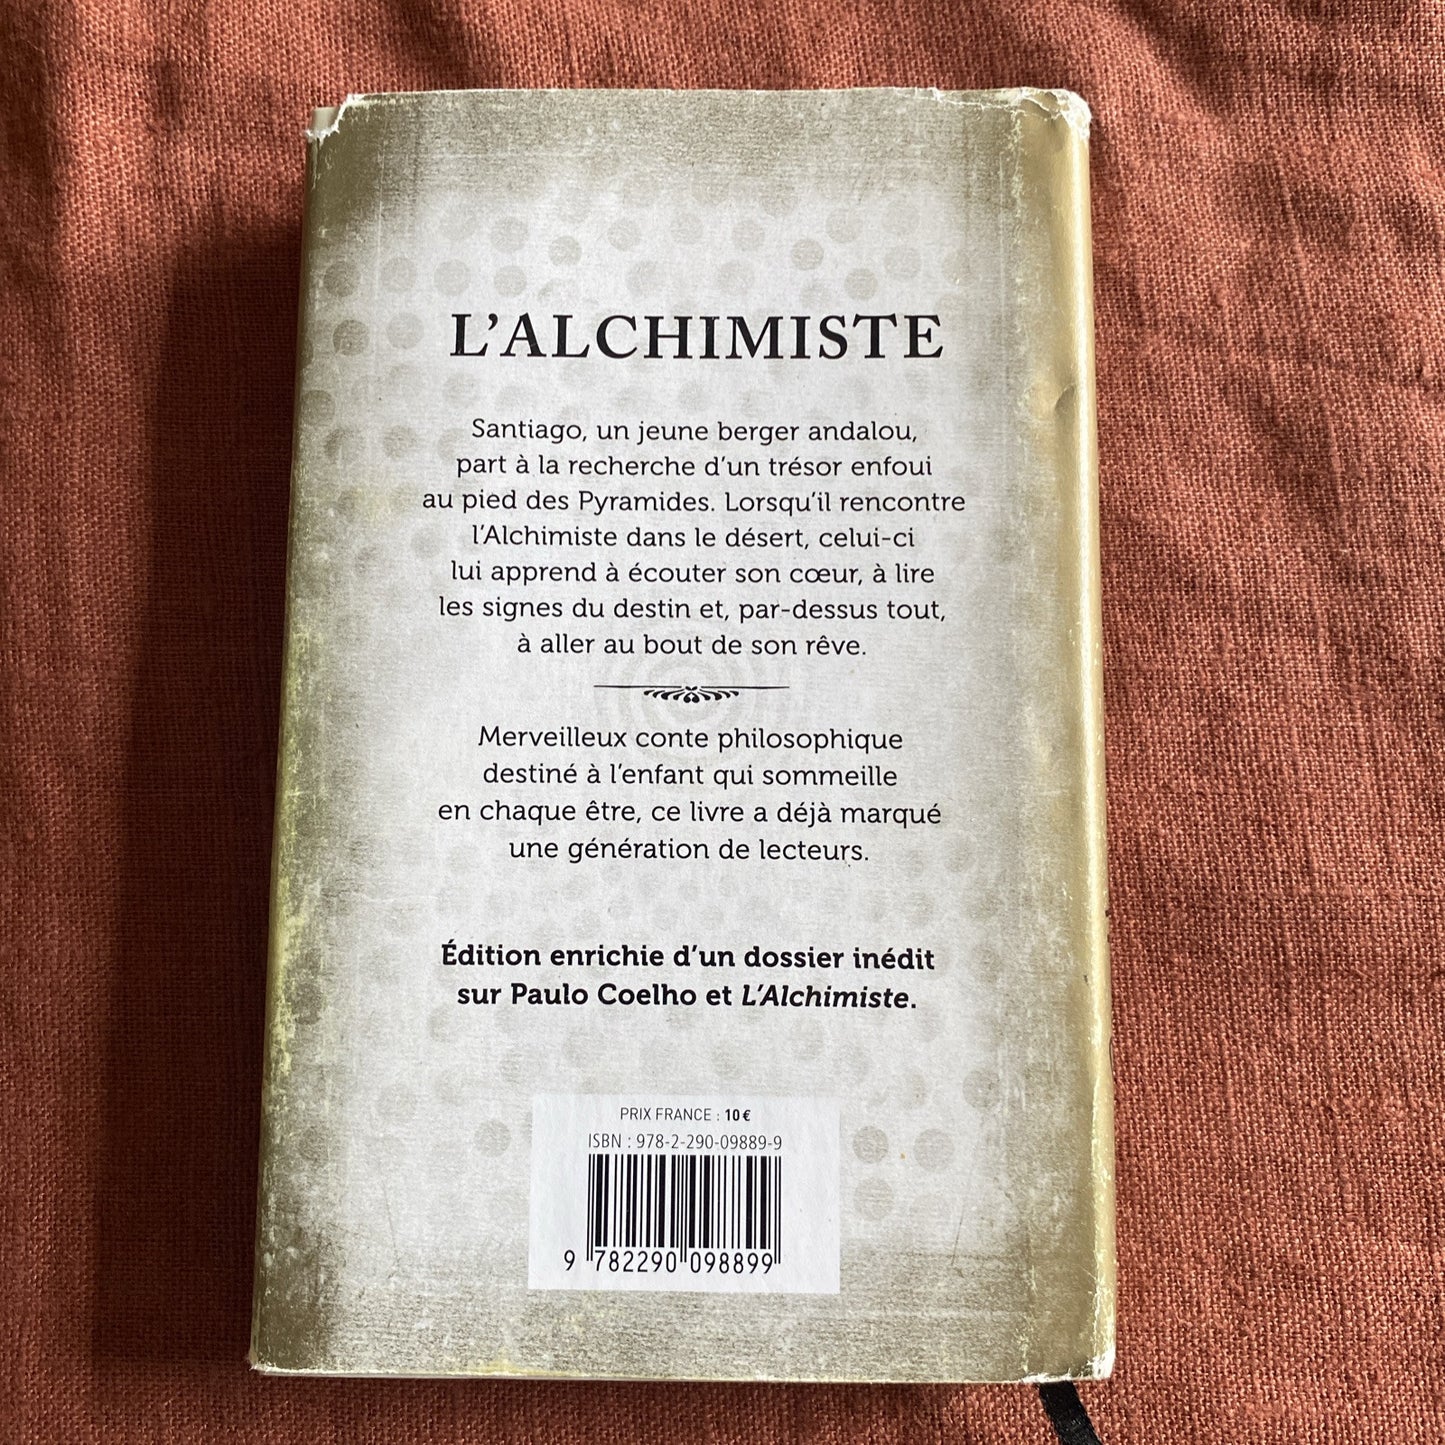 L’ALCHIMISTE
Santiago, un jeune berger andalou,
part à la recherche d’un trésor enfoui
au pied des Pyramides. Lorsqu’il rencontre
l’Alchimiste dans le désert, celui-ci
lui apprend à écouter son cœur, à lire
les signes du destin et, par-dessus tout,
à aller au bout de son rêve.
Merveilleux conte philosophique
destiné à l’enfant qui sommeille
en chaque être, ce livre a déjà marqué
une génération de lecteurs.
Édition enrichie d’un dossier inédit
sur Paulo Coelho et L’Alchimiste.
PRIX FRANCE : 10 €
ISBN : 978-2-290-09889-9
9 782290 098899